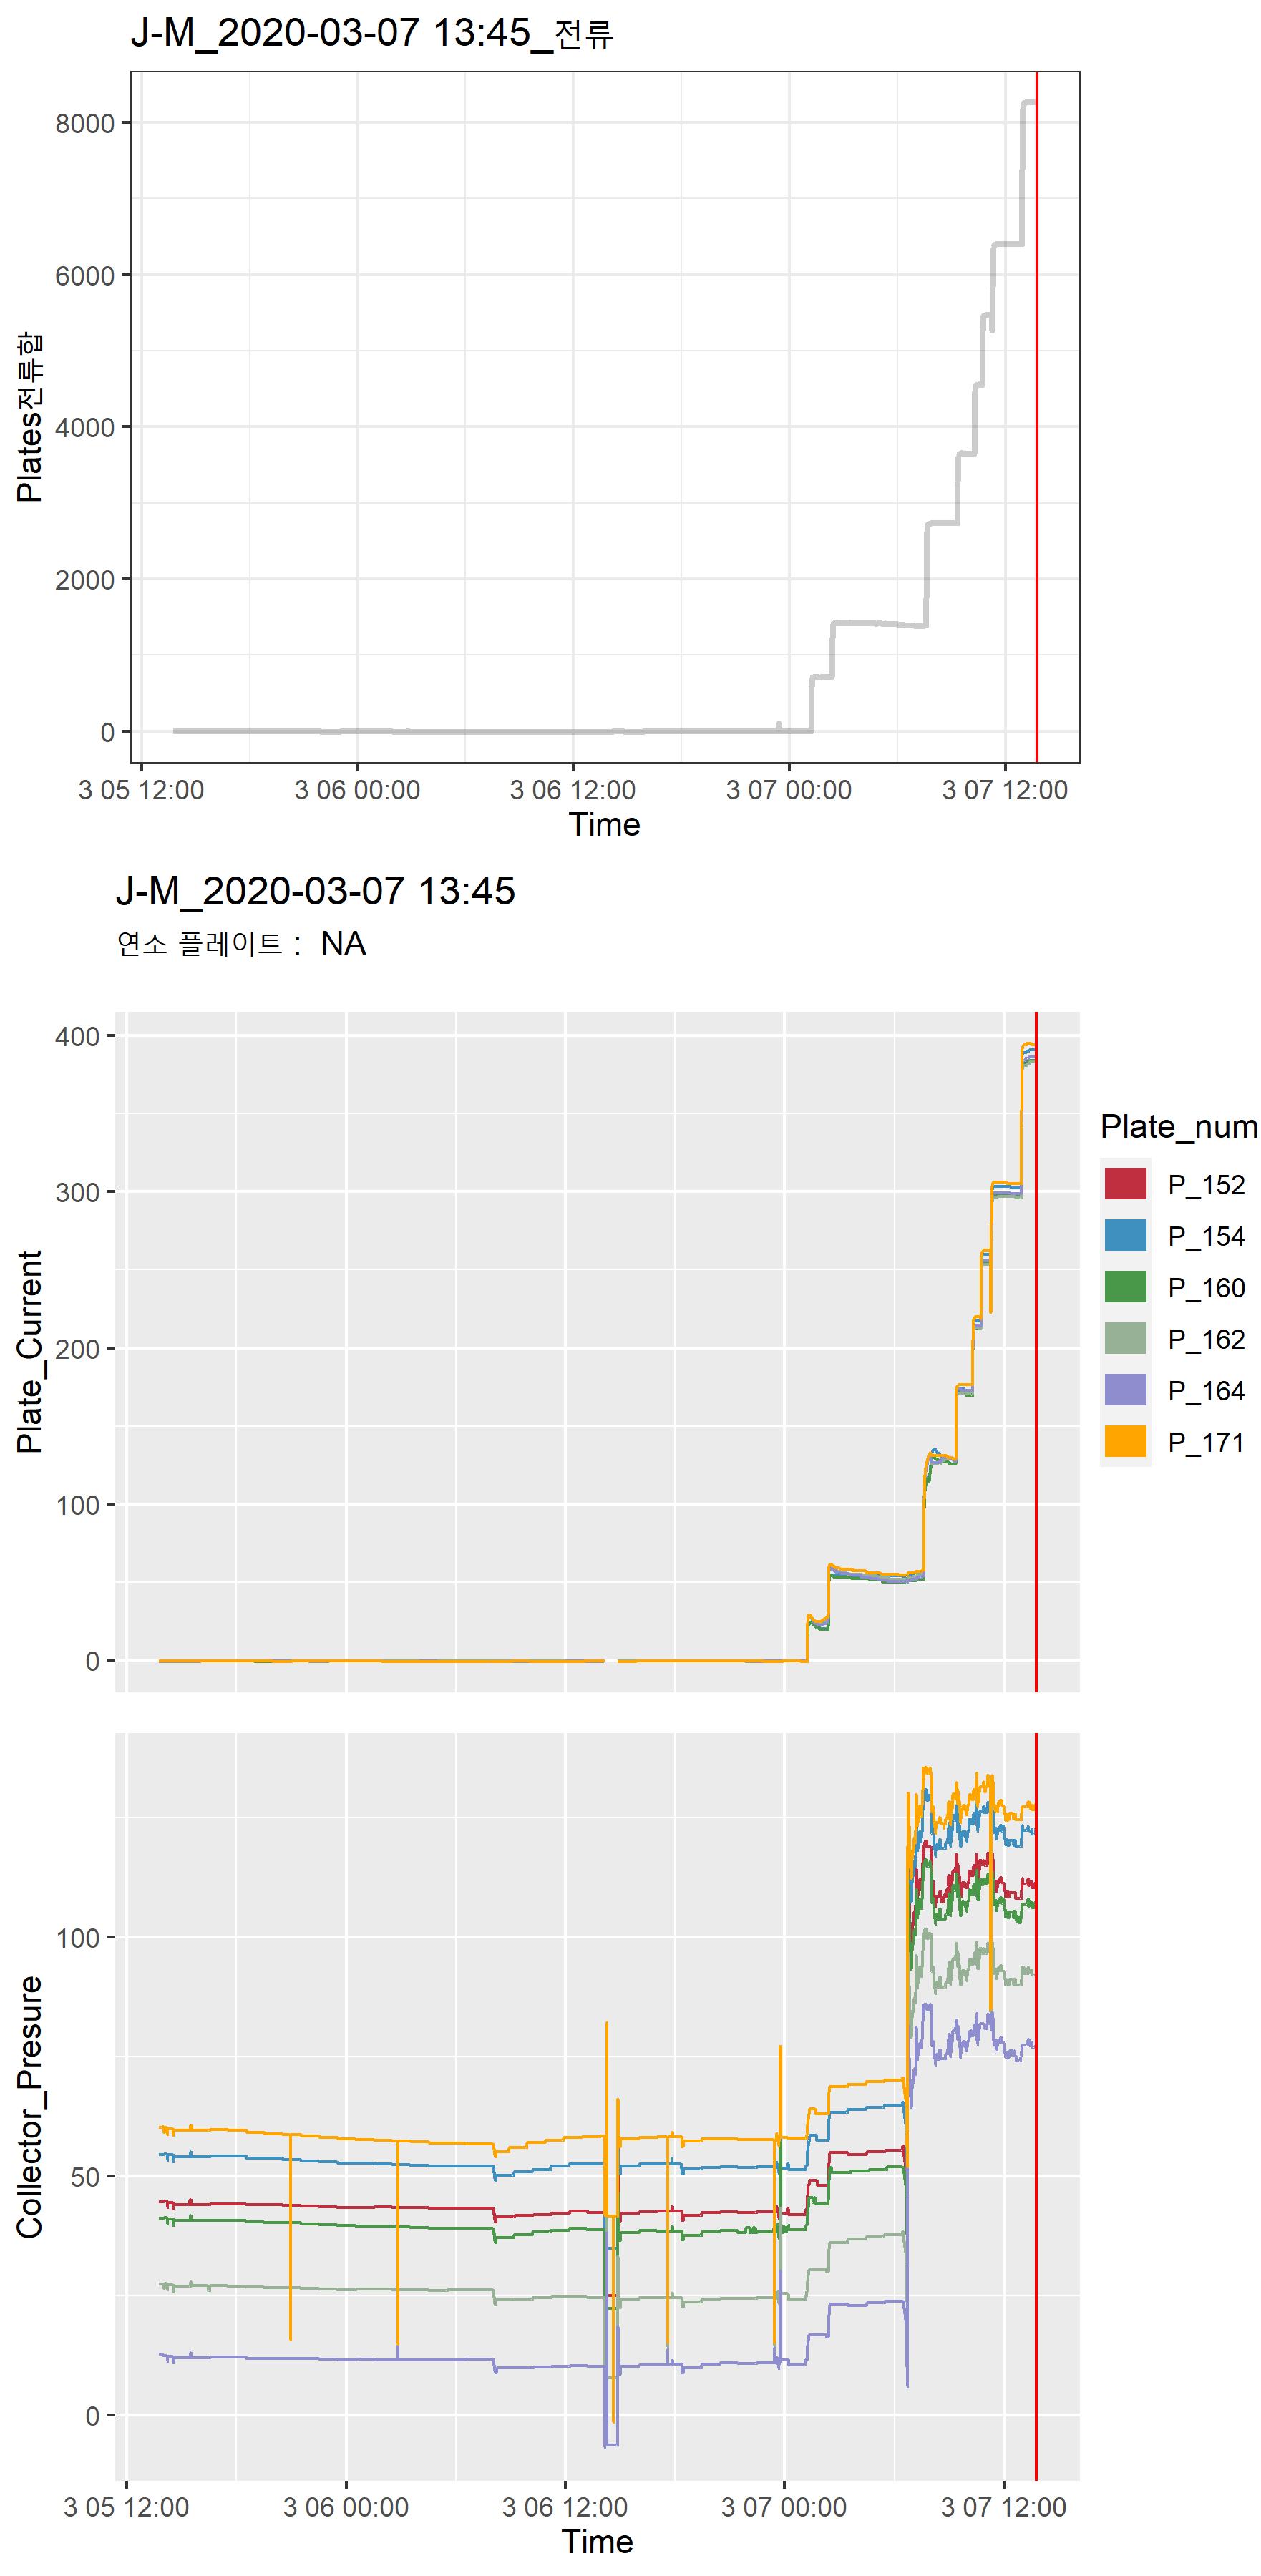 J-M_2020-03-07 13:45_전류
8000
6000
4000
2000
0
Plates전류합
3 05 12:00 3 06 00:00 3 06 12:00 3 07 00:00 3 07 12:00
Time
J-M_2020-03-07 13:45
연소 플레이트 : NA
400
300
200
100
0
Plate_Current
Plate_num
P_152
P_154
P_160
P_162
P_164
P_171
100
50
0
Collector_Presure
3 05 12:00 3 06 00:00 3 06 12:00 3 07 00:00 3 07 12:00
Time